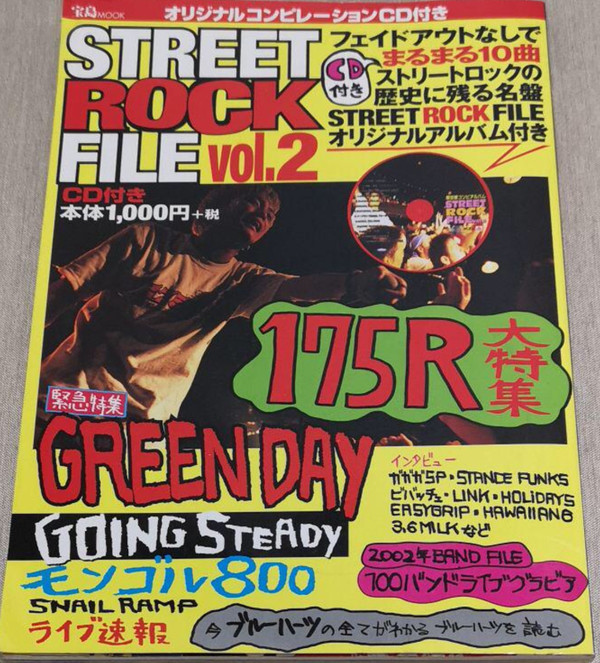 宝島MOOK
オリジナルコンピレーションCD付き
STREET
ROCK
FILE vol.2
フェイドアウトなしで
まるまる10曲
CD
付き
ストリートロックの
歴史に残る名盤
STREET ROCK FILE
オリジナルアルバム付き
CD付き
本体1,000円+税
STREET
ROCK
FILE
175R 大特集
緊急特集
GREEN DAY
インタビュー
ガガガSP・STANCE PUNKS
ビバッチェ・LINK・HOLIDAYS
EASYGRIP・HAWAIIAN6
3.6MILKなど
GOING STEADY
モンゴル800
2002年BAND FILE
100バンドライブグラビア
SNAIL RAMP
ライブ速報
今ブルーハーツの全てがわかるブルーハーツを読む